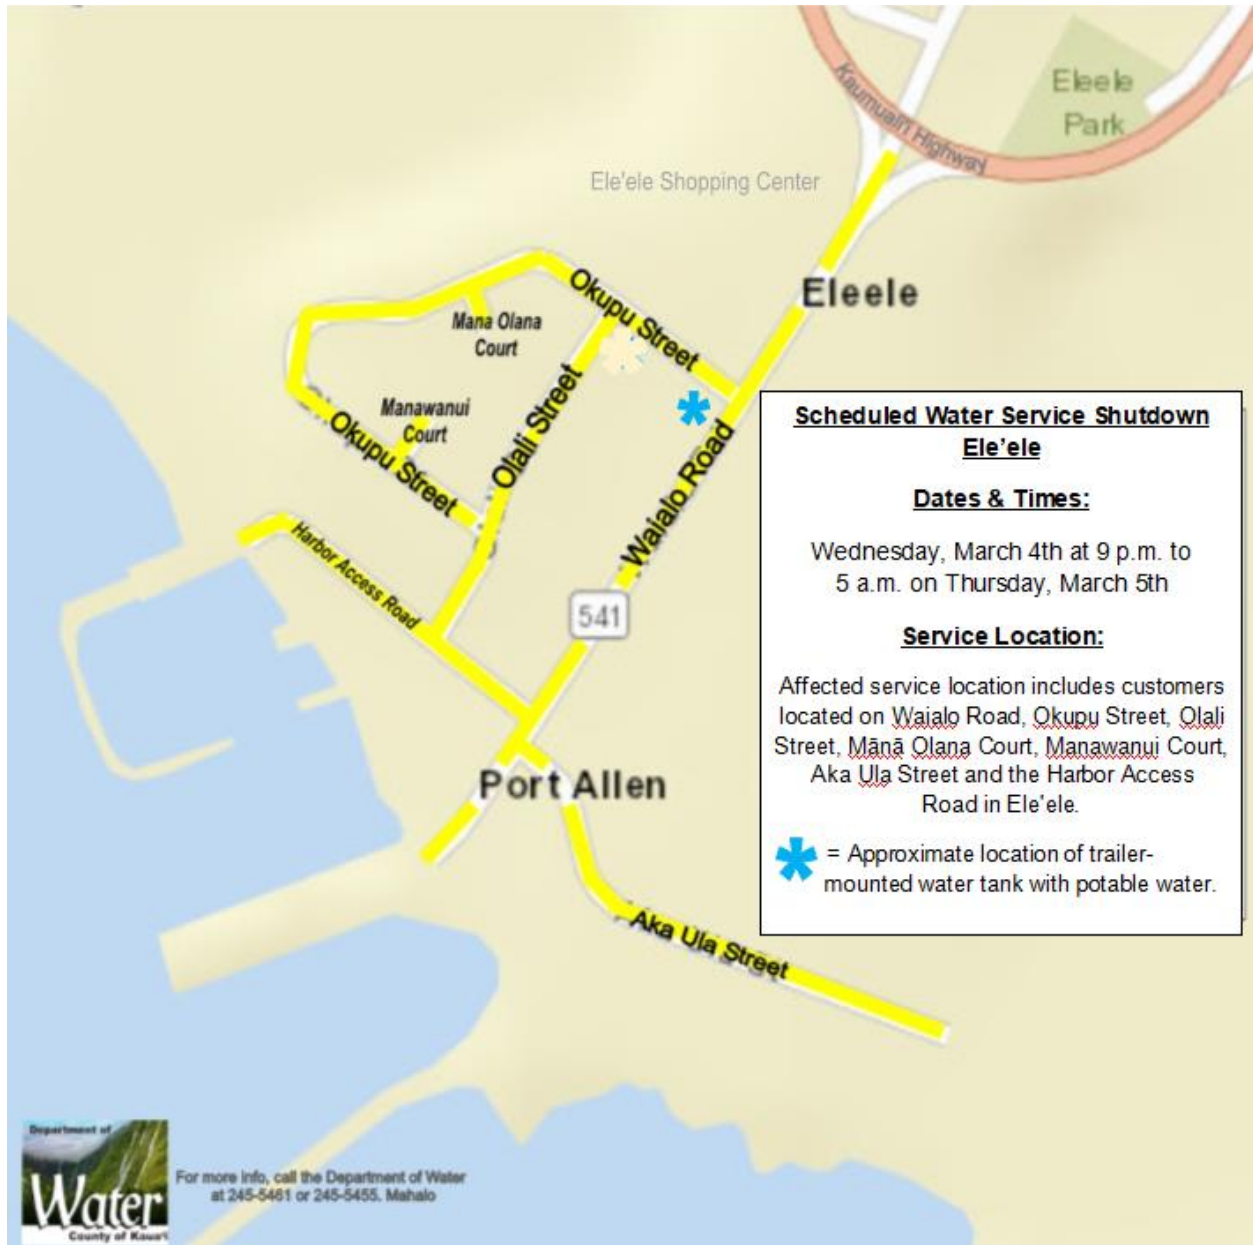 Kaumualii Highway
Eleele
Park
Ele'ele Shopping Center
Eleele
Okupu Street
Mana Olana
Court
Olali Street
Manawanui
Court
Okupu Street
Waialo Road
Harbor Access Road
541
Port Allen
Aka Ula Street
Scheduled Water Service Shutdown
Ele’ele
Dates & Times:
Wednesday, March 4th at 9 p.m. to
5 a.m. on Thursday, March 5th
Service Location:
Affected service location includes customers
located on Waialo Road, Okupu Street, Olali
Street, Mānā Olana Court, Manawanui Court,
Aka Ula Street and the Harbor Access
Road in Ele'ele.
= Approximate location of trailer-
mounted water tank with potable water.
Department of
Water
County of Kaua'i
For more info, call the Department of Water
at 245-5461 or 245-5455. Mahalo